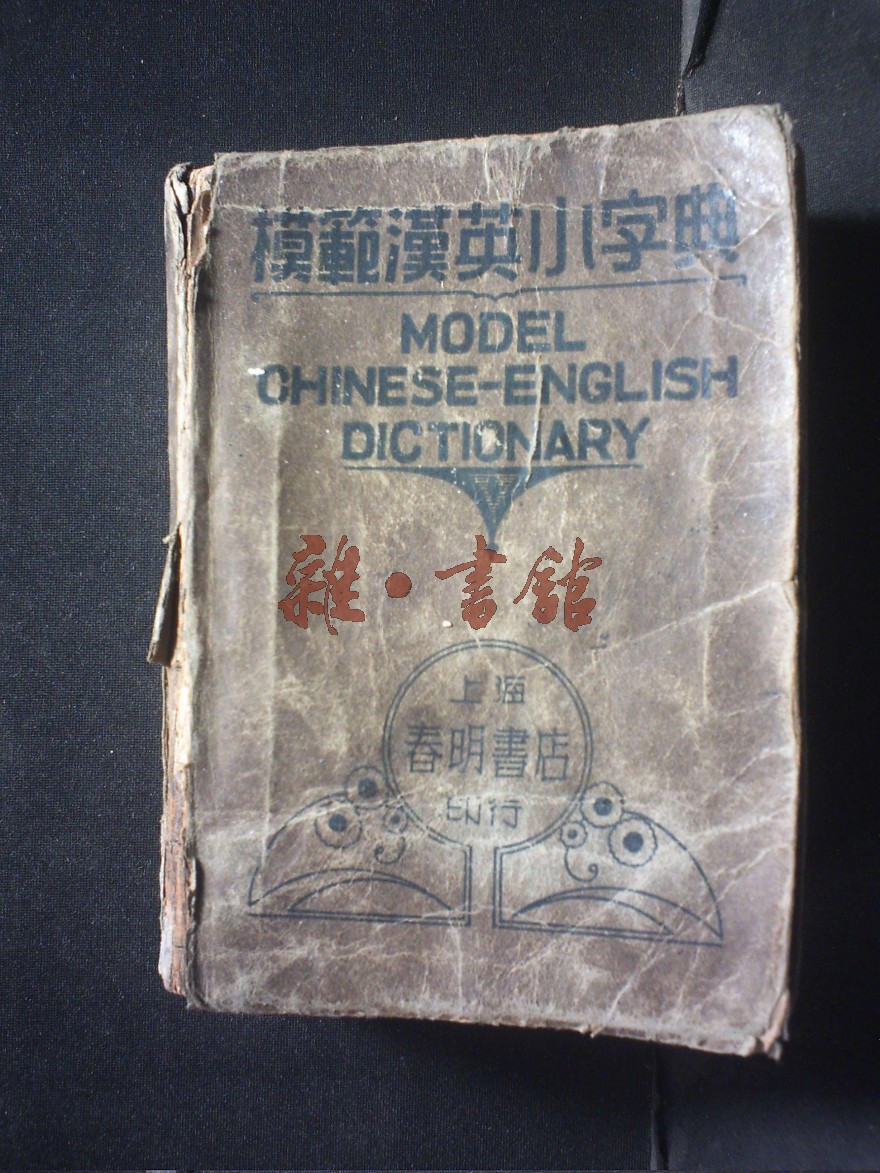 模範漢英小字典
MODEL
CHINESE-ENGLISH
DICTIONARY
雜·書館
上海
春明書店
印行